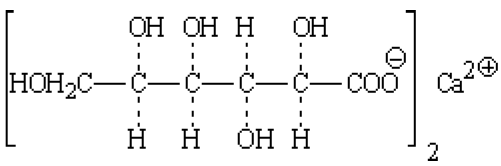 OH OH H OH
HOH₂C—C—C—C—C—COO⊖ Ca²⊕
H H OH H
2